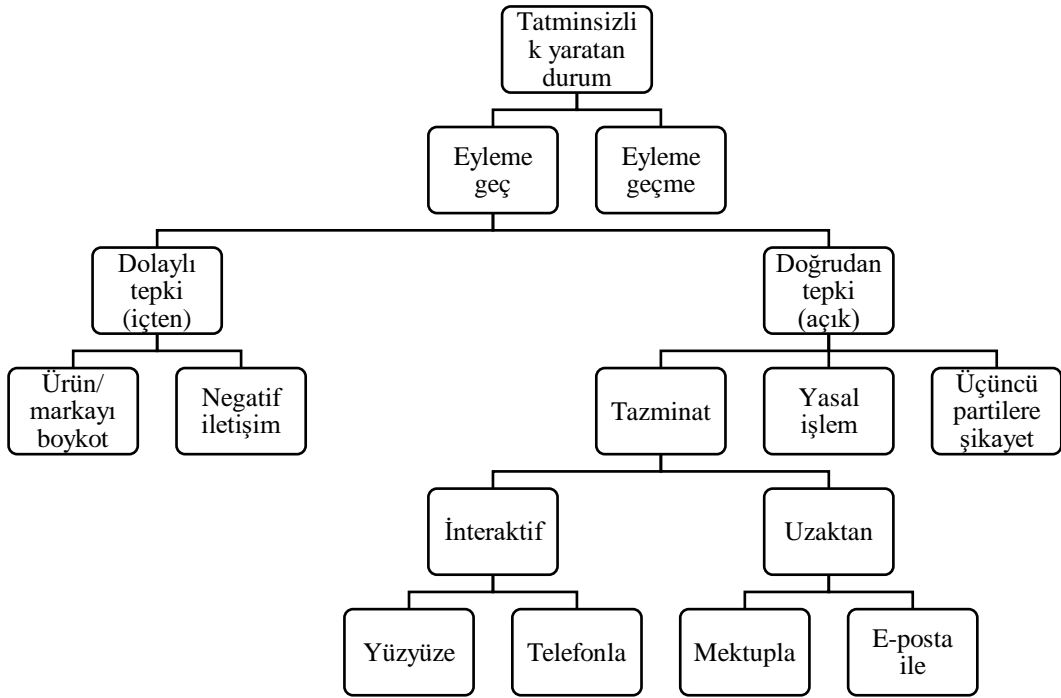 Tatminsizli
k yaratan
durum
Eyleme
geç
Eyleme
geçme
Dolaylı
tepki
(içten)
Doğrudan
tepki
(açık)
Ürün/
markayı
boykot
Negatif
iletişim
Tazminat
Yasal
işlem
Üçüncü
partilere
şikayet
İnteraktif
Uzaktan
Yüzyüze
Telefonla
Mektupla
E-posta
ile